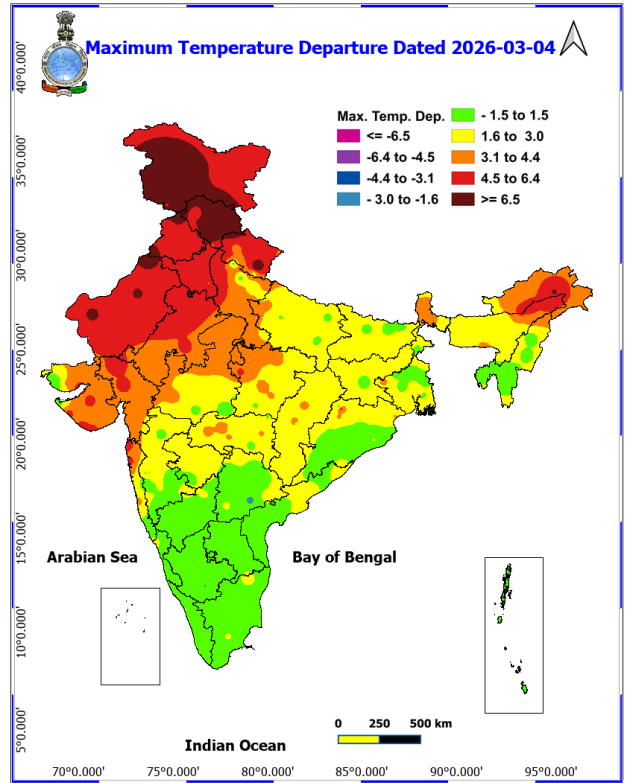 Maximum Temperature Departure Dated 2026-03-04
Max. Temp. Dep.
<= -6.5
-6.4 to -4.5
-4.4 to -3.1
- 3.0 to -1.6
- 1.5 to 1.5
1.6 to 3.0
3.1 to 4.4
4.5 to 6.4
>= 6.5
40°0.000'
35°0.000'
30°0.000'
25°0.000'
20°0.000'
15°0.000'
10°0.000'
5°0.000'
Arabian Sea
Bay of Bengal
0 250 500 km
Indian Ocean
70°0.000' 75°0.000' 80°0.000' 85°0.000' 90°0.000' 95°0.000'